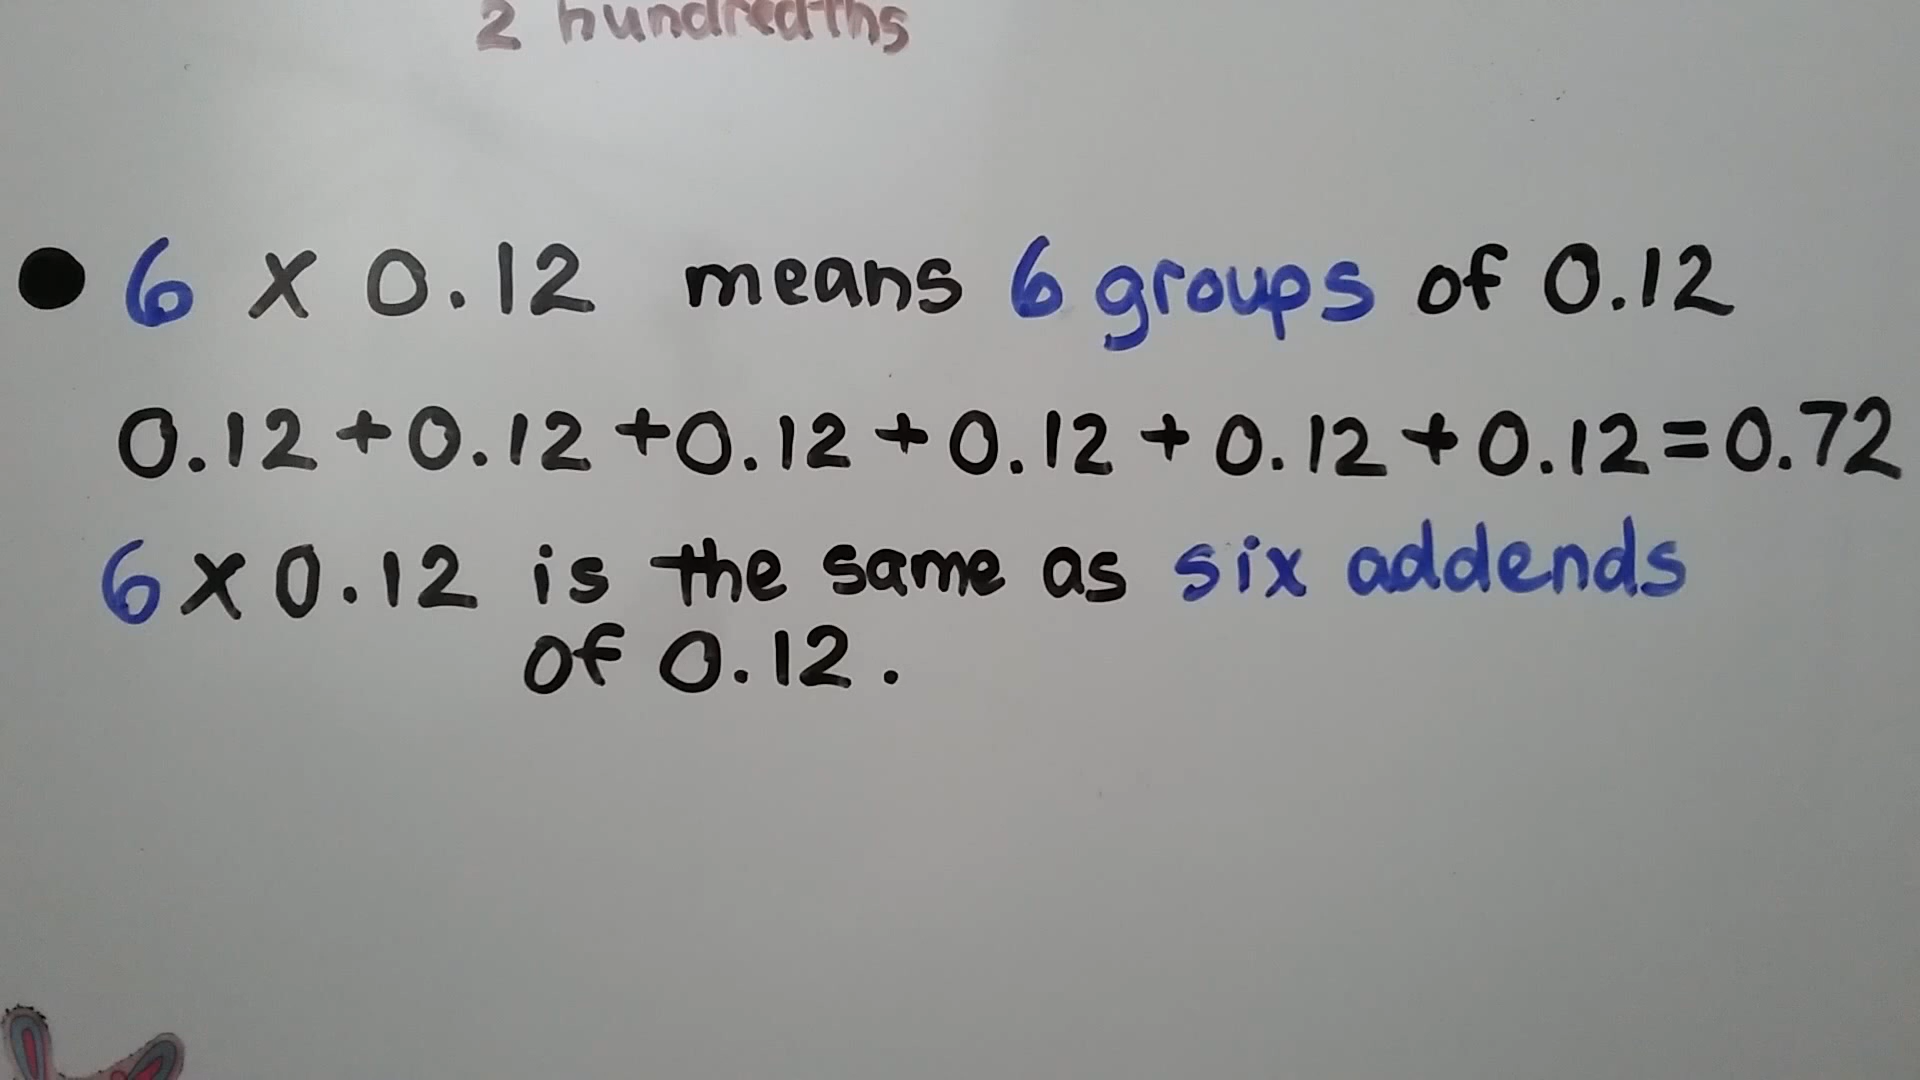 2 hundredths
● 6 x 0.12 means 6 groups of 0.12
0.12 + 0.12 + 0.12 + 0.12 + 0.12 + 0.12 = 0.72
6 x 0.12 is the same as six addends
of 0.12.